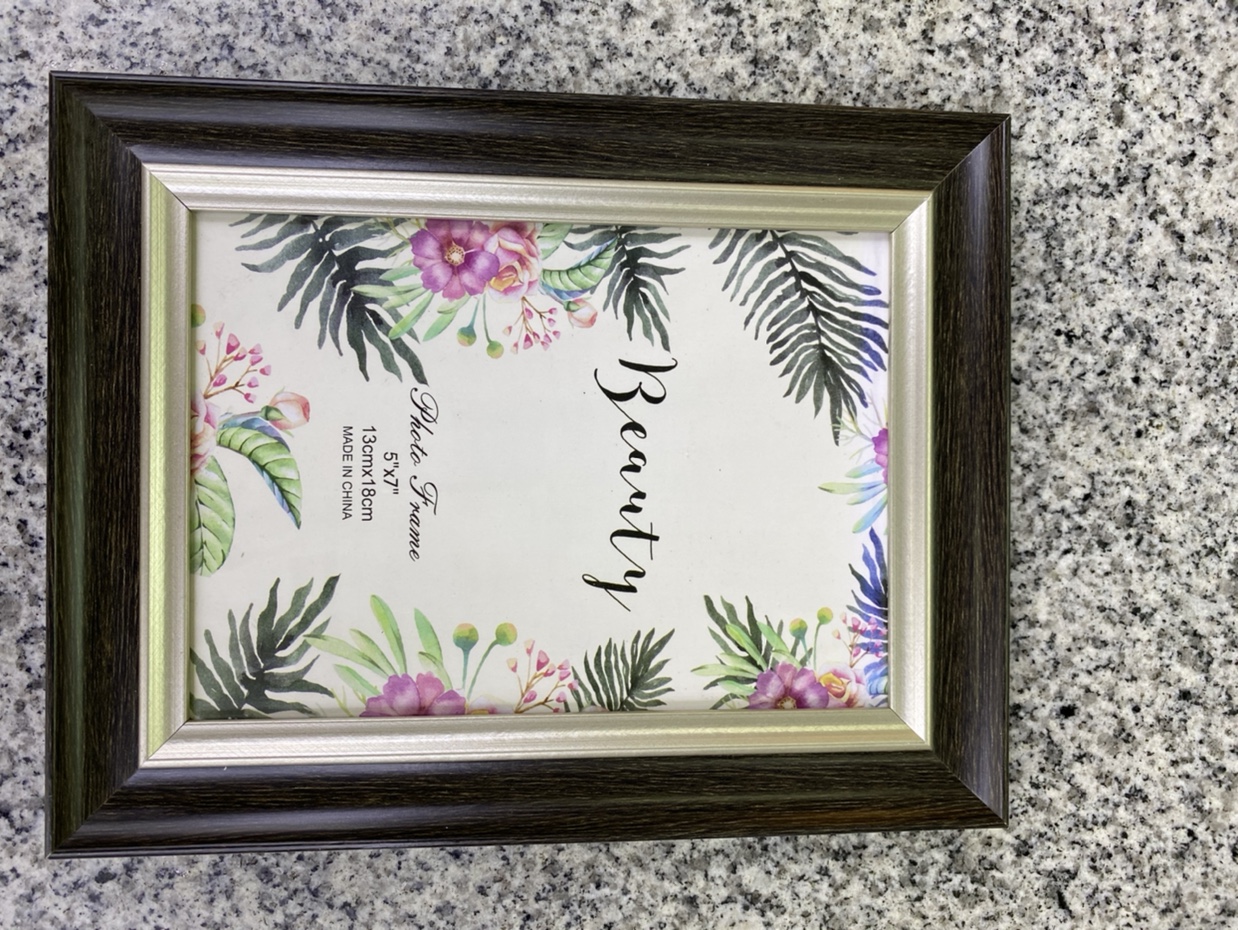 Beauty
Photo Frame
5"x7"
13cmx18cm
MADE IN CHINA